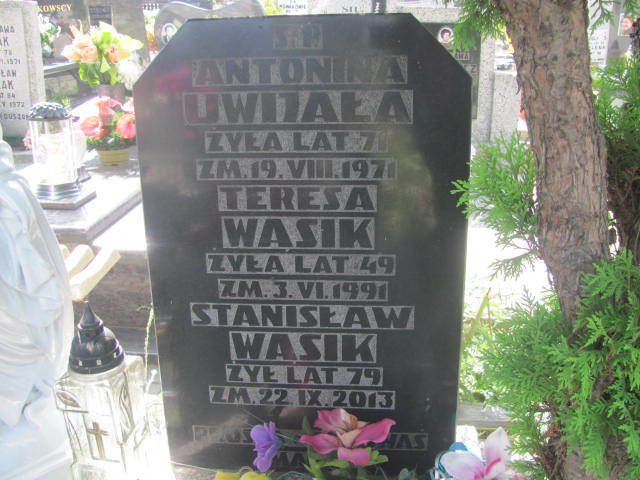 Ś P
ANTONINA
UWIJAŁA
ŻYŁA LAT 71
ZM. 19. VIII. 1971
TERESA
WĄSIK
ŻYŁA LAT 49
ZM. 3. VI. 1991
STANISŁAW
WĄSIK
ŻYŁ LAT 79
ZM. 22 IX. 2013